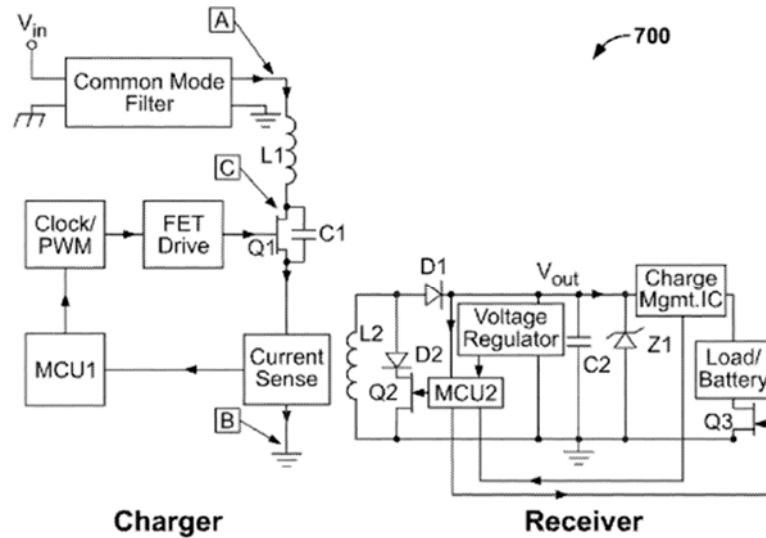 A
Vin
700
Common Mode
Filter
L1
C
Clock/
PWM
FET
Drive
Q1
C1
D1
Vout
Charge
Mgmt.IC
L2
Voltage
Regulator
D2
C2
Z1
MCU1
Current
Sense
Q2
MCU2
Load/
Battery
Q3
B
Charger
Receiver